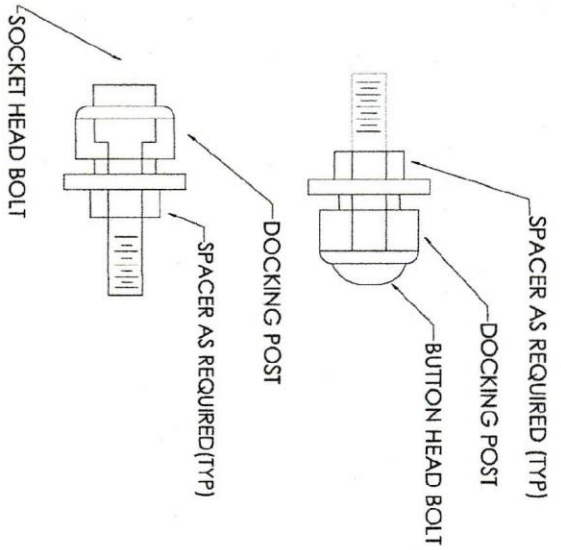 SPACER AS REQUIRED (TYP)
DOCKING POST
BUTTON HEAD BOLT
DOCKING POST
SPACER AS REQUIRED(TYP)
SOCKET HEAD BOLT